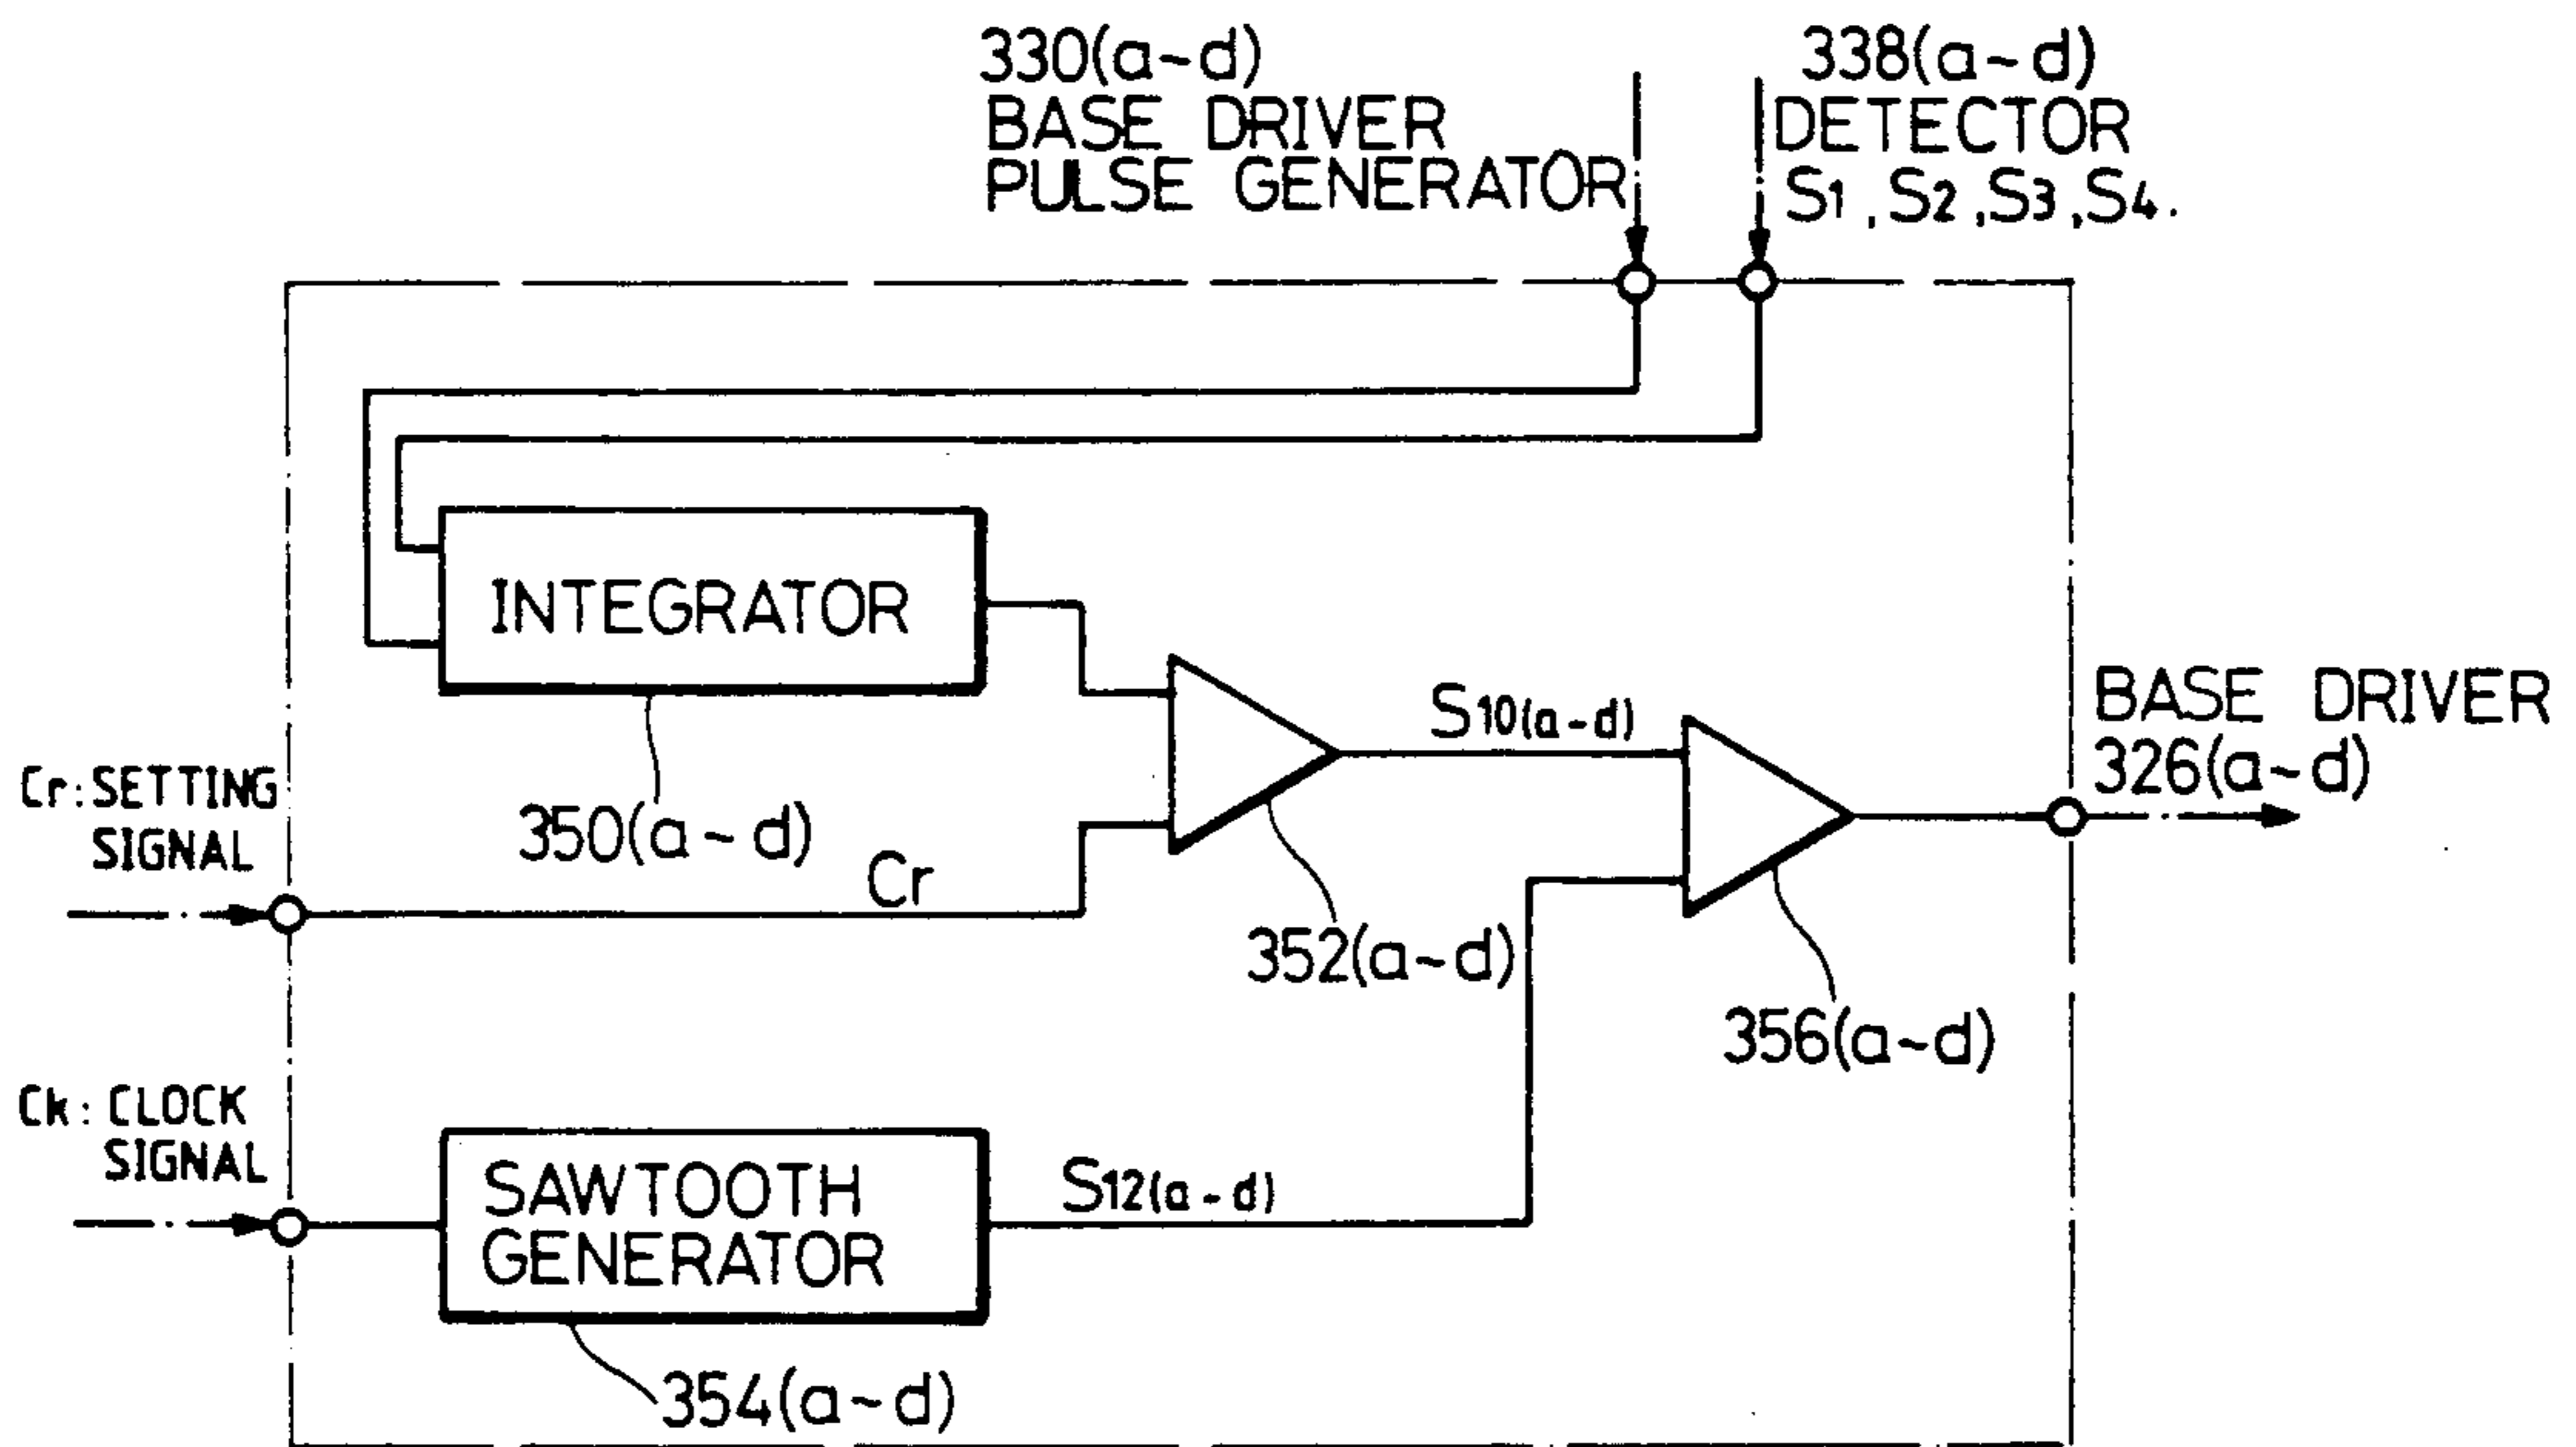 330(a~d)
BASE DRIVER
PULSE GENERATOR
338(a~d)
DETECTOR
S1, S2, S3, S4.
INTEGRATOR
350(a~d)
Cr: SETTING
SIGNAL
Cr
352(a~d)
S10(a-d)
BASE DRIVER
326(a~d)
356(a~d)
Ck: CLOCK
SIGNAL
SAWTOOTH
GENERATOR
S12(a-d)
354(a~d)